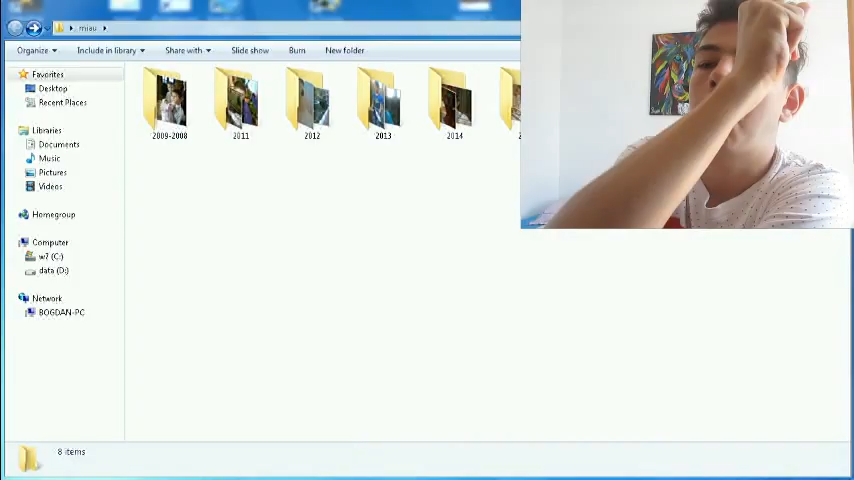 miau
Organize Include in library Share with Slide show Burn New folder
Favorites
Desktop
Recent Places
Libraries
Documents
Music
Pictures
Videos
Homegroup
Computer
w7 (C:)
data (D:)
Network
BOGDAN-PC
2009-2008 2011 2012 2013 2014
8 items